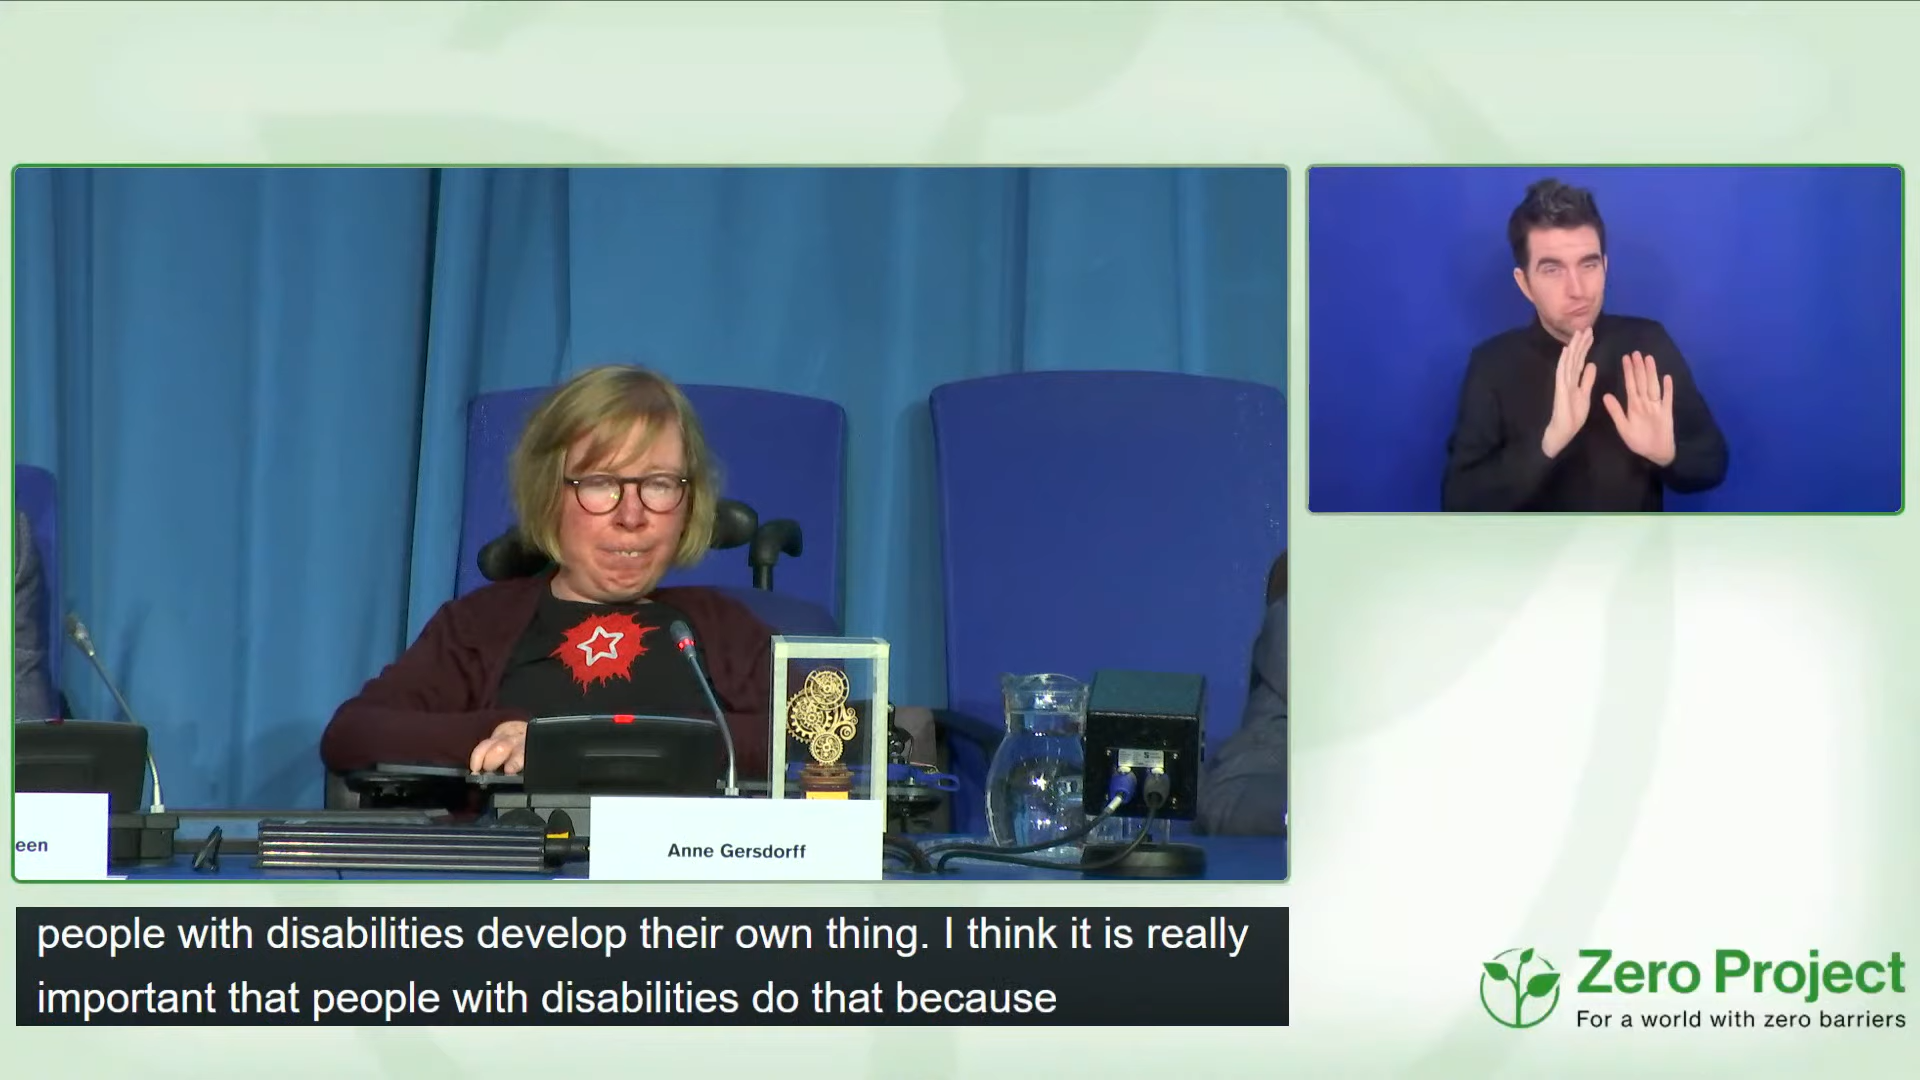 een
Anne Gersdorff
people with disabilities develop their own thing. I think it is really
important that people with disabilities do that because
Zero Project
For a world with zero barriers